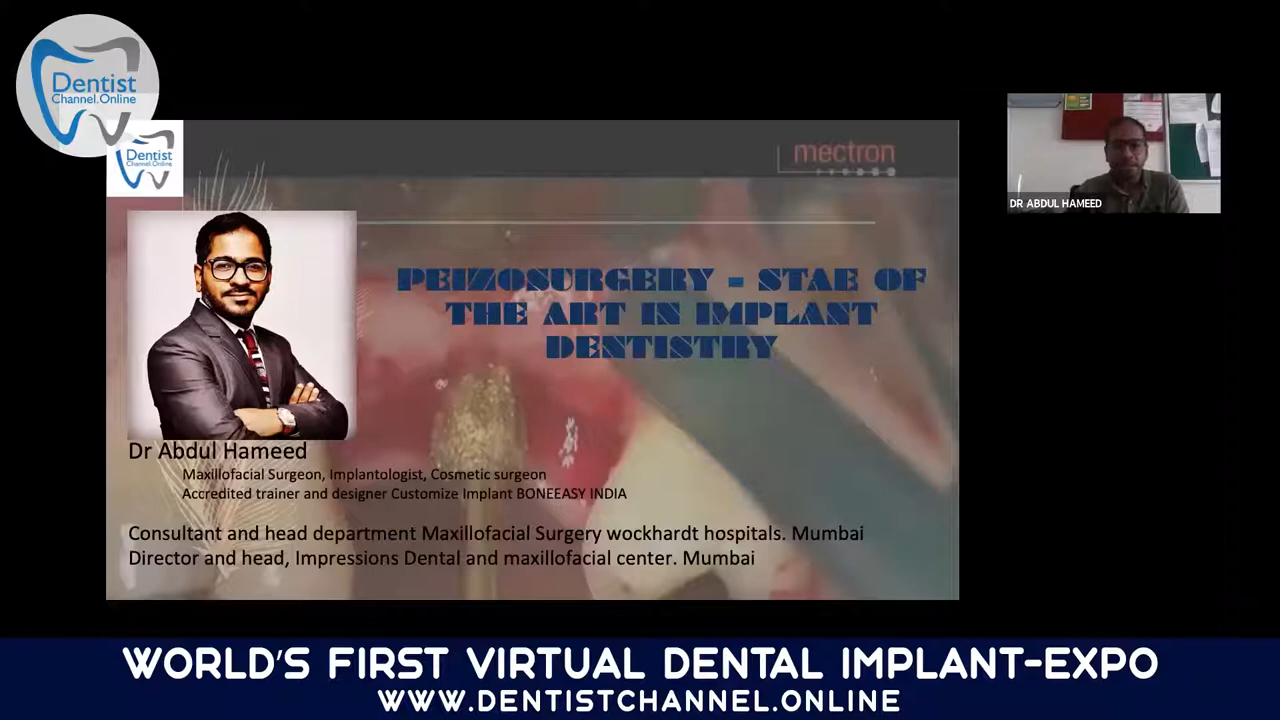 Dentist
Channel.Online
Dentist
Channel.Online
mectron
DR ABDUL HAMEED
PEIZOSURGERY - STAE OF
THE ART IN IMPLANT
DENTISTRY
Dr Abdul Hameed
Maxillofacial Surgeon, Implantologist, Cosmetic surgeon
Accredited trainer and designer Customize Implant BONEEASY INDIA
Consultant and head department Maxillofacial Surgery wockhardt hospitals. Mumbai
Director and head, Impressions Dental and maxillofacial center. Mumbai
WORLD'S FIRST VIRTUAL DENTAL IMPLANT-EXPO
WWW.DENTISTCHANNEL.ONLINE